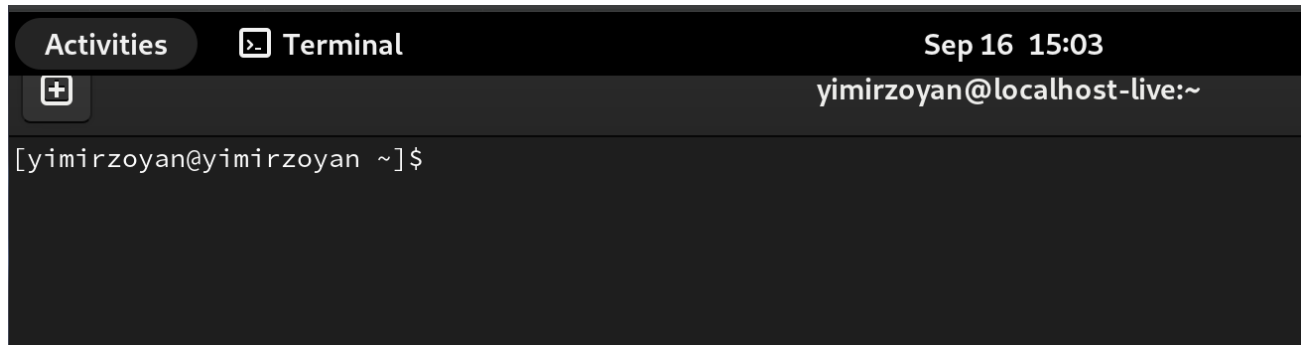 Activities Terminal Sep 16 15:03
yimirzoyan@localhost-live:~
[yimirzoyan@yimirzoyan ~]$